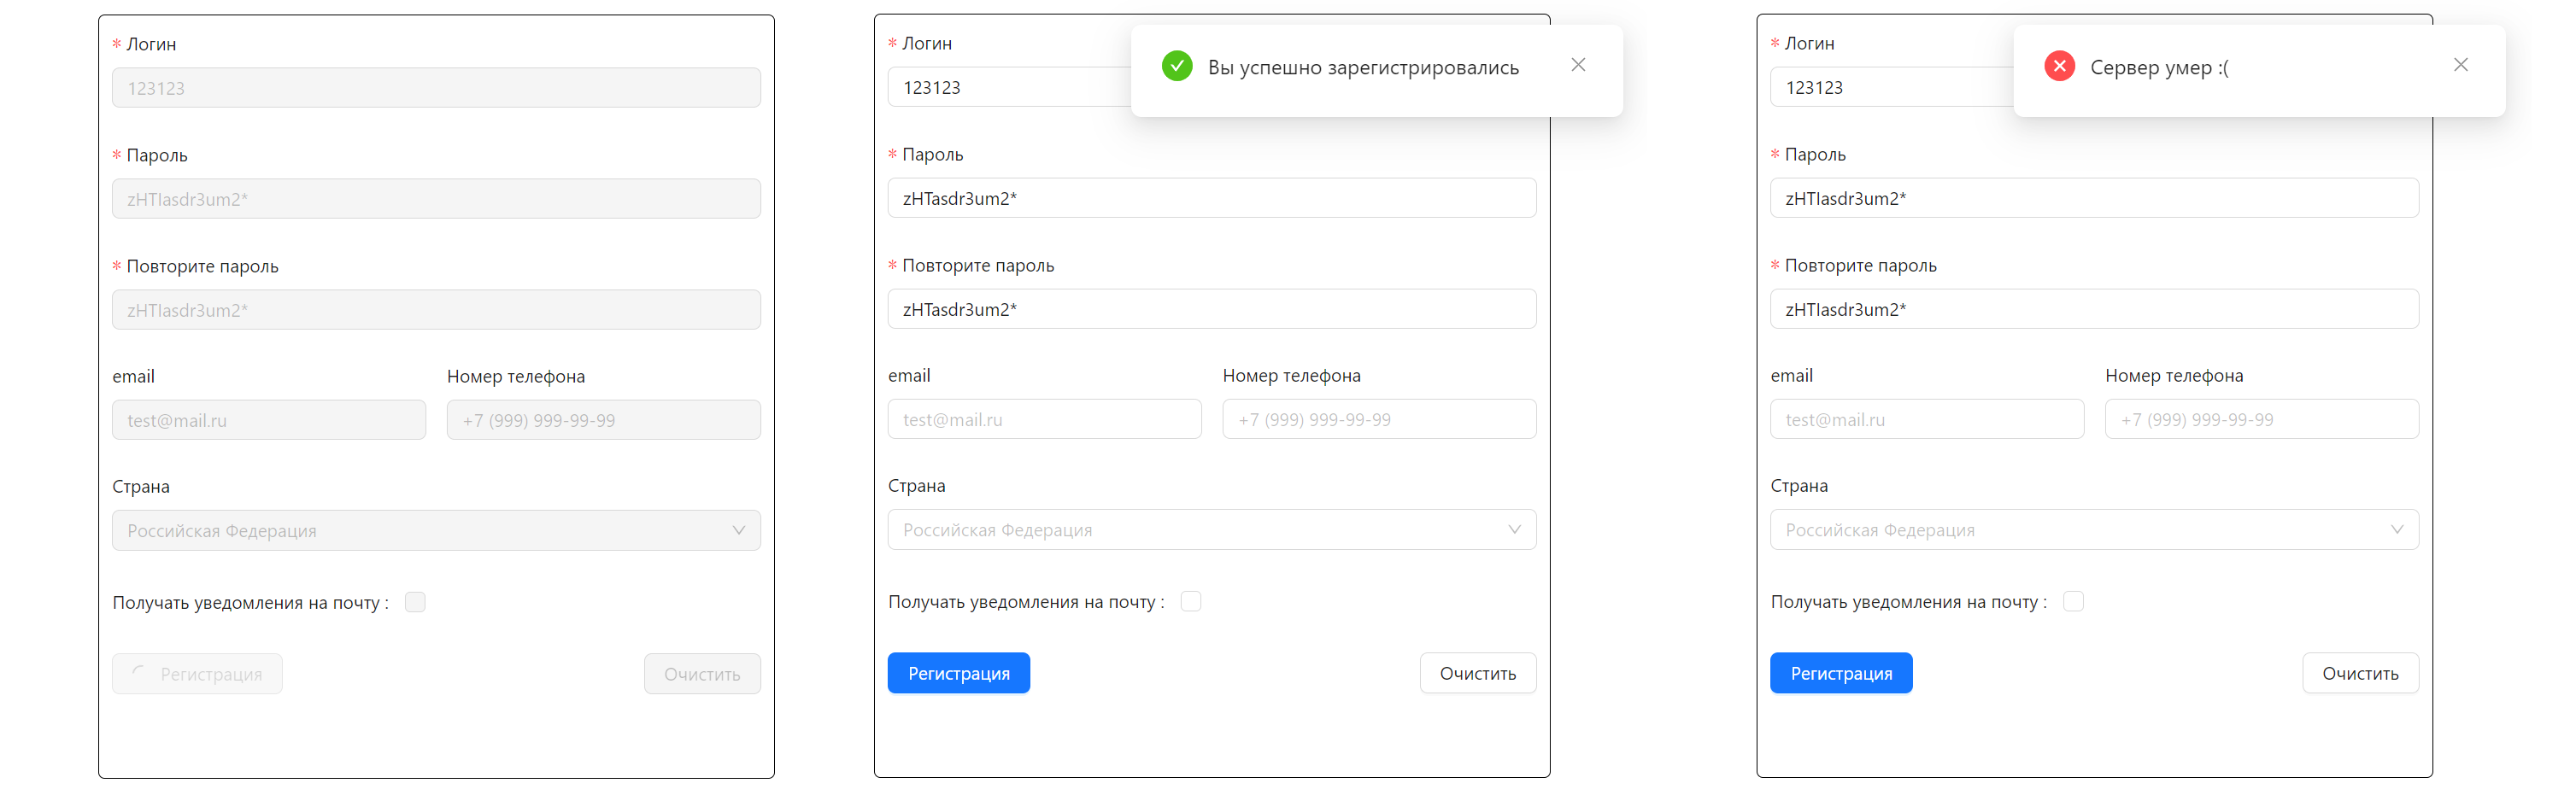 * Логин
123123
* Пароль
zHTIasdr3um2*
* Повторите пароль
zHTIasdr3um2*
email
Номер телефона
test@mail.ru
+7 (999) 999-99-99
Страна
Российская Федерация
Получать уведомления на почту :
Регистрация
Очистить
* Логин
Вы успешно зарегистрировались
123123
* Пароль
zHTasdr3um2*
* Повторите пароль
zHTasdr3um2*
email
Номер телефона
test@mail.ru
+7 (999) 999-99-99
Страна
Российская Федерация
Получать уведомления на почту :
Регистрация
Очистить
* Логин
Сервер умер :(
123123
* Пароль
zHTIasdr3um2*
* Повторите пароль
zHTIasdr3um2*
email
Номер телефона
test@mail.ru
+7 (999) 999-99-99
Страна
Российская Федерация
Получать уведомления на почту :
Регистрация
Очистить